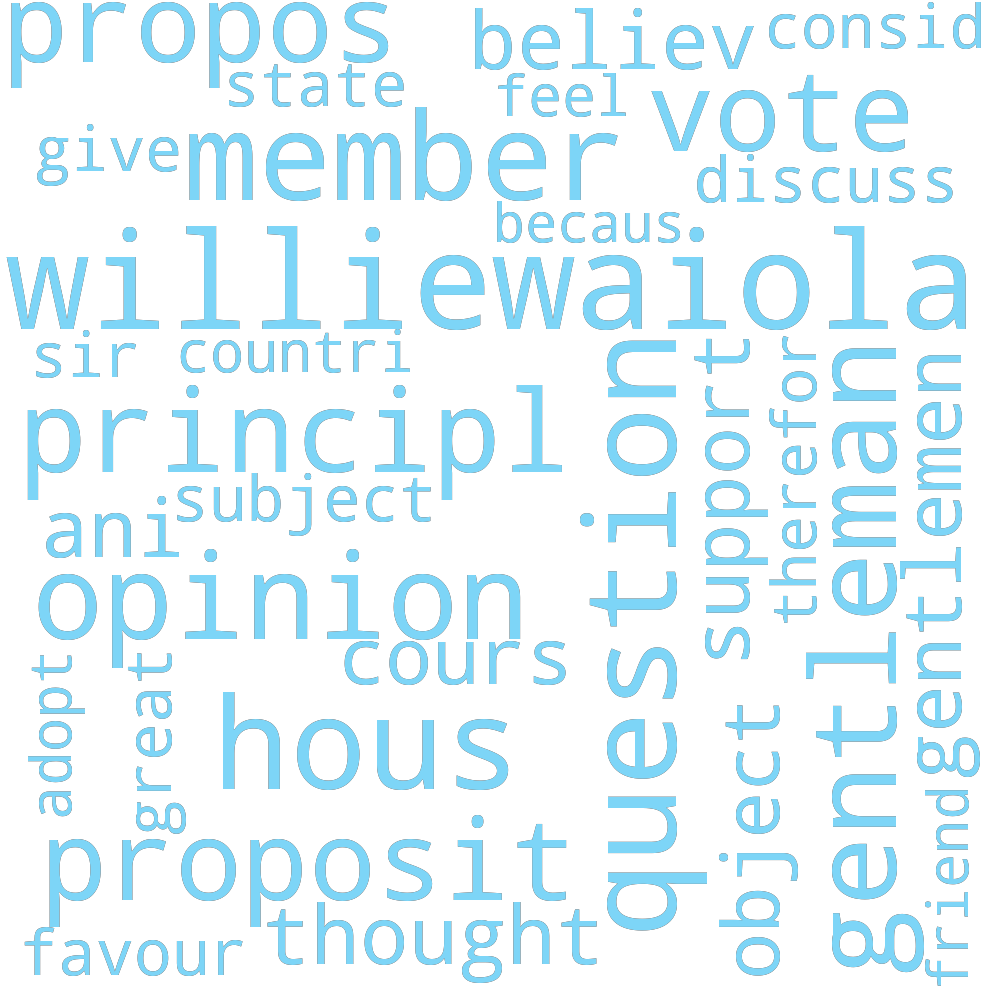 propos
believ
consid
state
feel
vote
give
member
discuss
becaus
williewaiola
sir
countri
question
support
therefor
gentleman
gentlemen
principl
subject
ani
opinion
cours
adopt
great
hous
object
friend
proposit
thought
favour